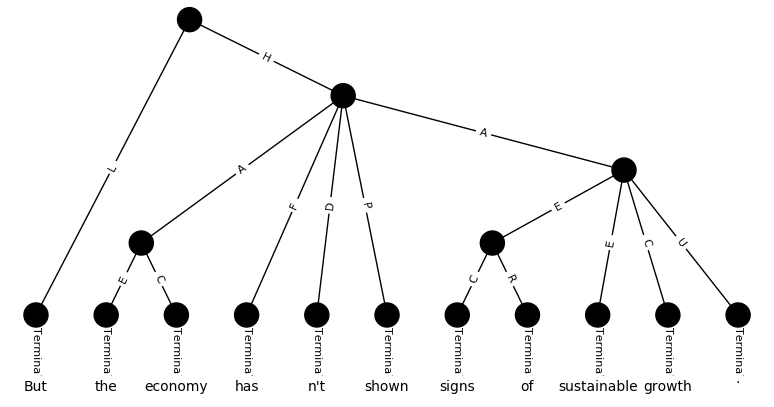 H
A
L
A
F
D
P
E
E
C
U
E
C
C
R
Termina Termina Termina Termina Termina Termina Termina Termina Termina Termina Termina
But the economy has n't shown signs of sustainable growth .